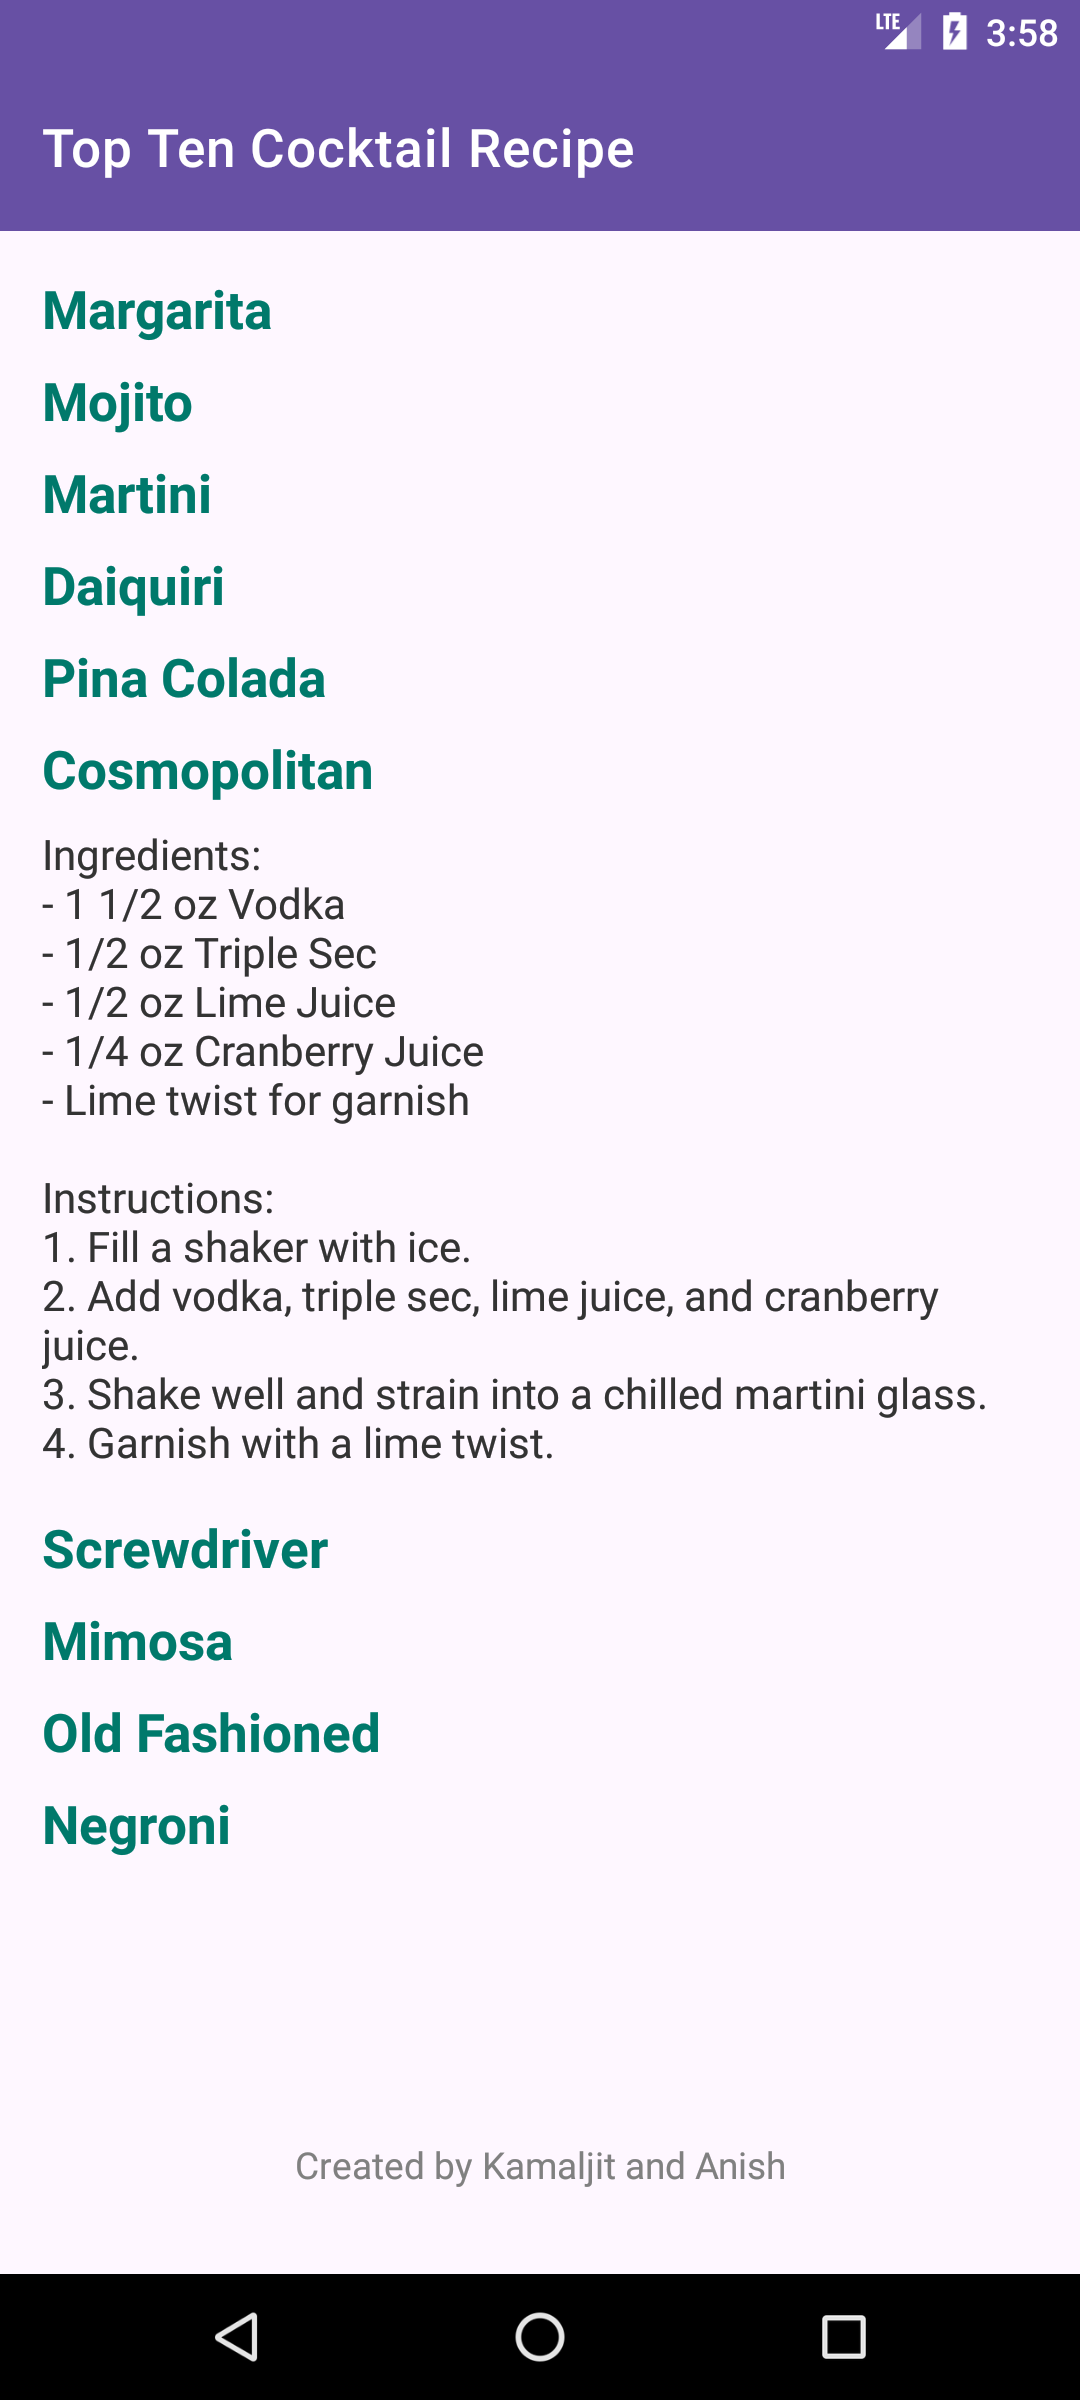 LTE 3:58
Top Ten Cocktail Recipe
Margarita
Mojito
Martini
Daiquiri
Pina Colada
Cosmopolitan
Ingredients:
- 1 1/2 oz Vodka
- 1/2 oz Triple Sec
- 1/2 oz Lime Juice
- 1/4 oz Cranberry Juice
- Lime twist for garnish
Instructions:
1. Fill a shaker with ice.
2. Add vodka, triple sec, lime juice, and cranberry
juice.
3. Shake well and strain into a chilled martini glass.
4. Garnish with a lime twist.
Screwdriver
Mimosa
Old Fashioned
Negroni
Created by Kamaljit and Anish